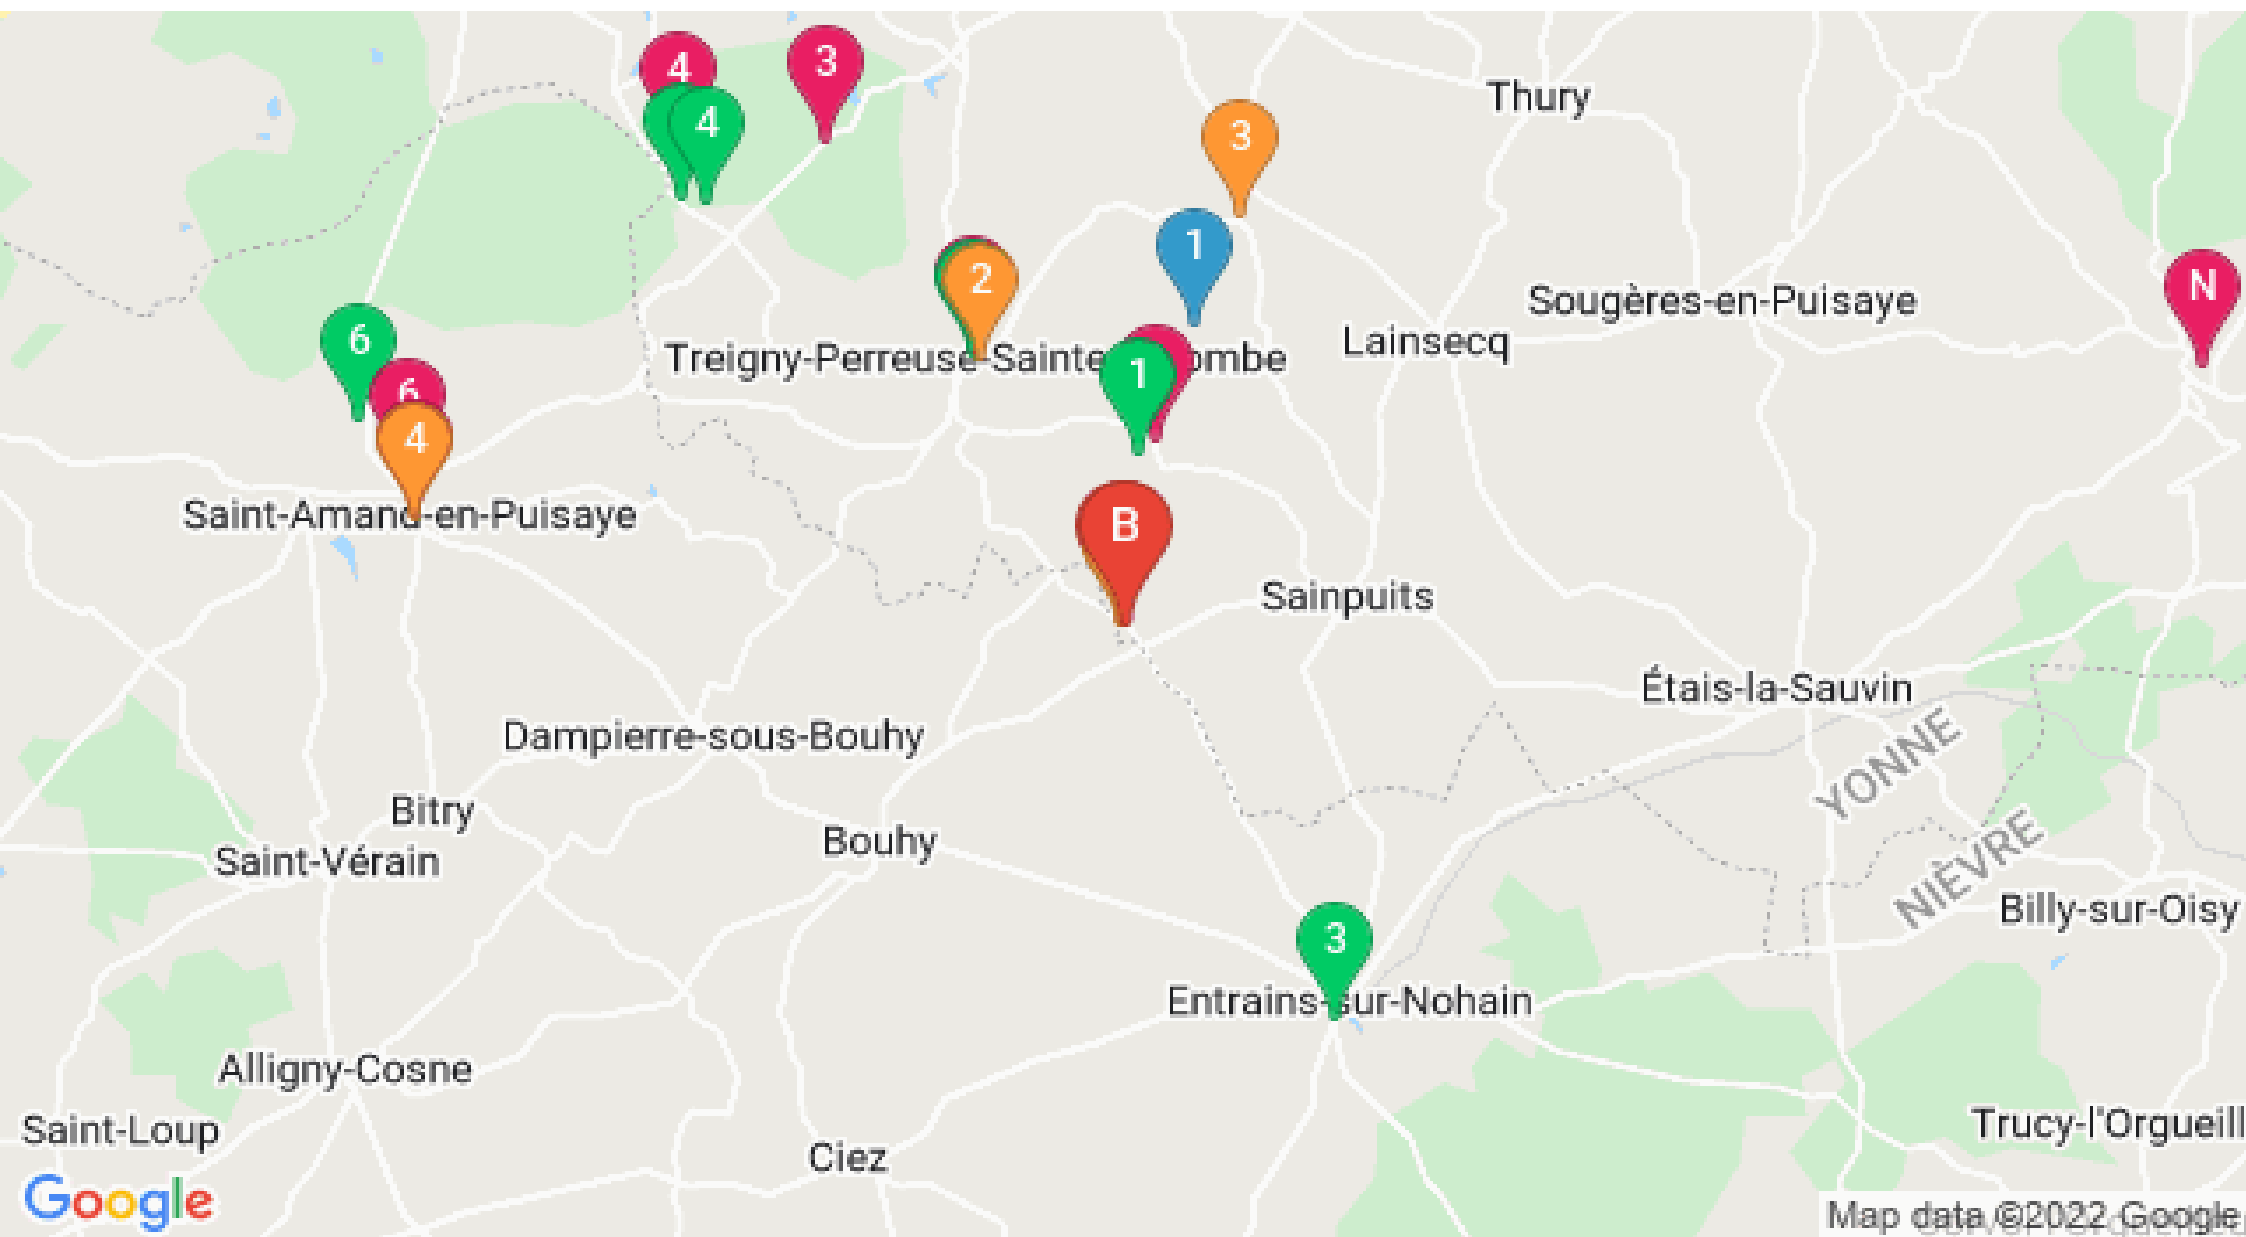 4
3
4
3
Thury
1
N
2
Sougères-en-Puisaye
6
Lainsecq
Treigny-Perreuse-Sainte
ombe
1
6
4
Saint-Amand-en-Puisaye
B
Sainpuits
Étais-la-Sauvin
Dampierre-sous-Bouhy
YONNE
Bitry
Bouhy
Saint-Vérain
NIÈVRE
Billy-sur-Oisy
3
Entrains-sur-Nohain
Alligny-Cosne
Saint-Loup
Trucy-l'Orgueil
Ciez
Google
Map data ©2022 Google